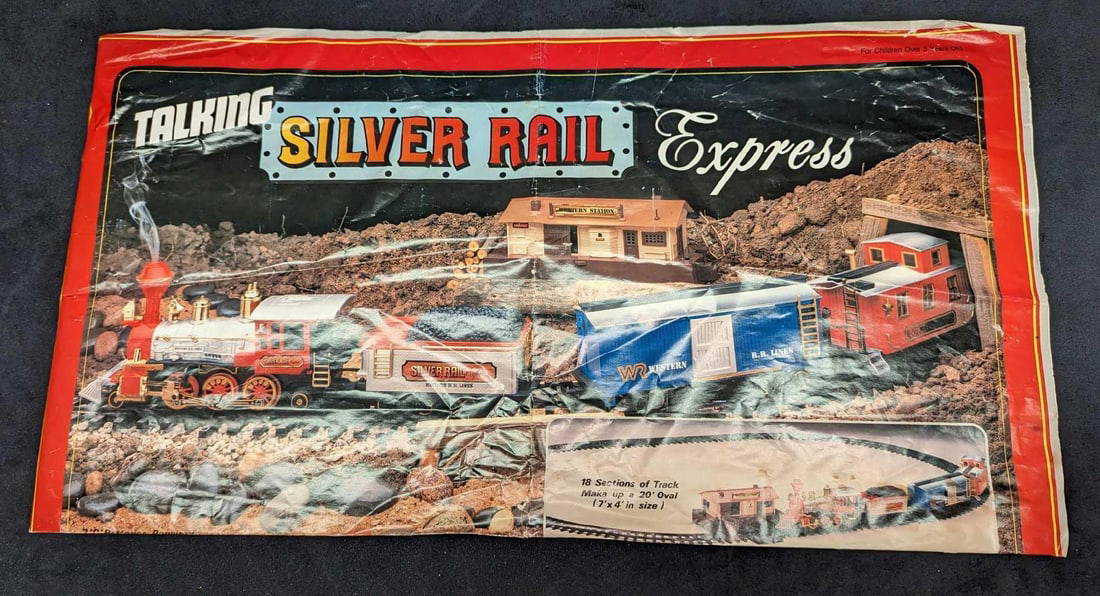 For Children Over 3 Years Old
TALKING
SILVER RAIL
Express
WESTERN STATION
SILVER RAIL
WR WESTERN
R.R. LINES
18 Sections of Track
Make up a 20' Oval
(7'x4' in size)